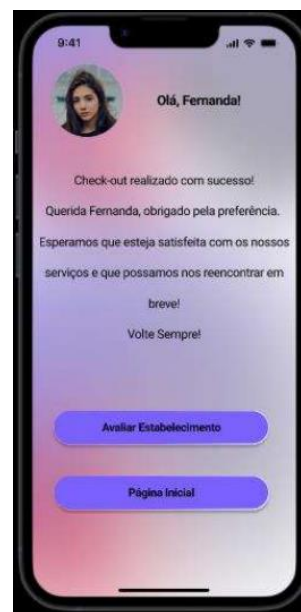 9:41
Olá, Fernanda!
Check-out realizado com sucesso!
Querida Fernanda, obrigado pela preferência.
Esperamos que esteja satisfeita com os nossos
serviços e que possamos nos reencontrar em
breve!
Volte Sempre!
Avaliar Estabelecimento
Página Inicial